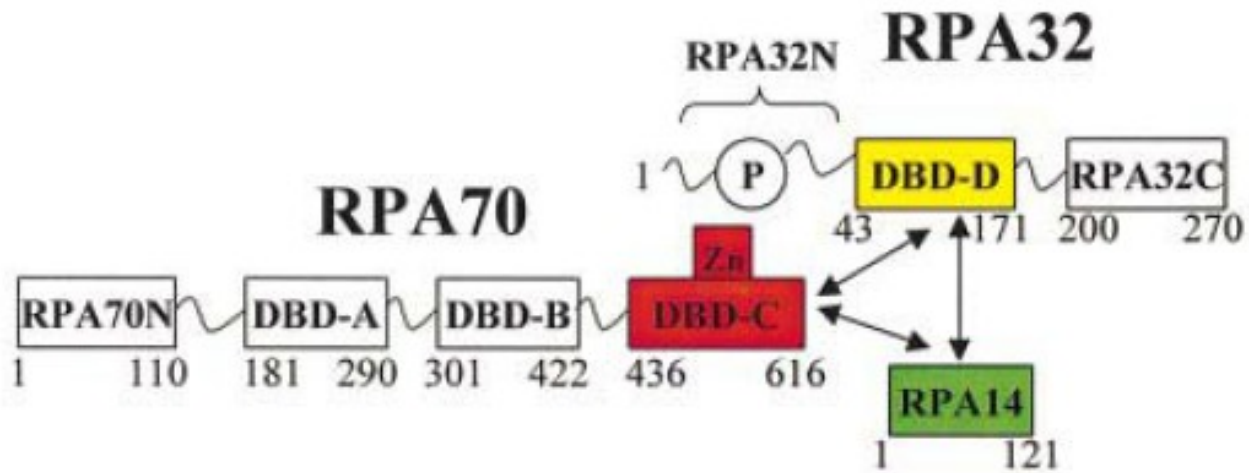 RPA32
RPA32N
1 P DBD-D RPA32C
43 171 200 270
RPA70
Zn
RPA70N DBD-A DBD-B DBD-C
1 110 181 290 301 422 436 616
RPA14
1 121